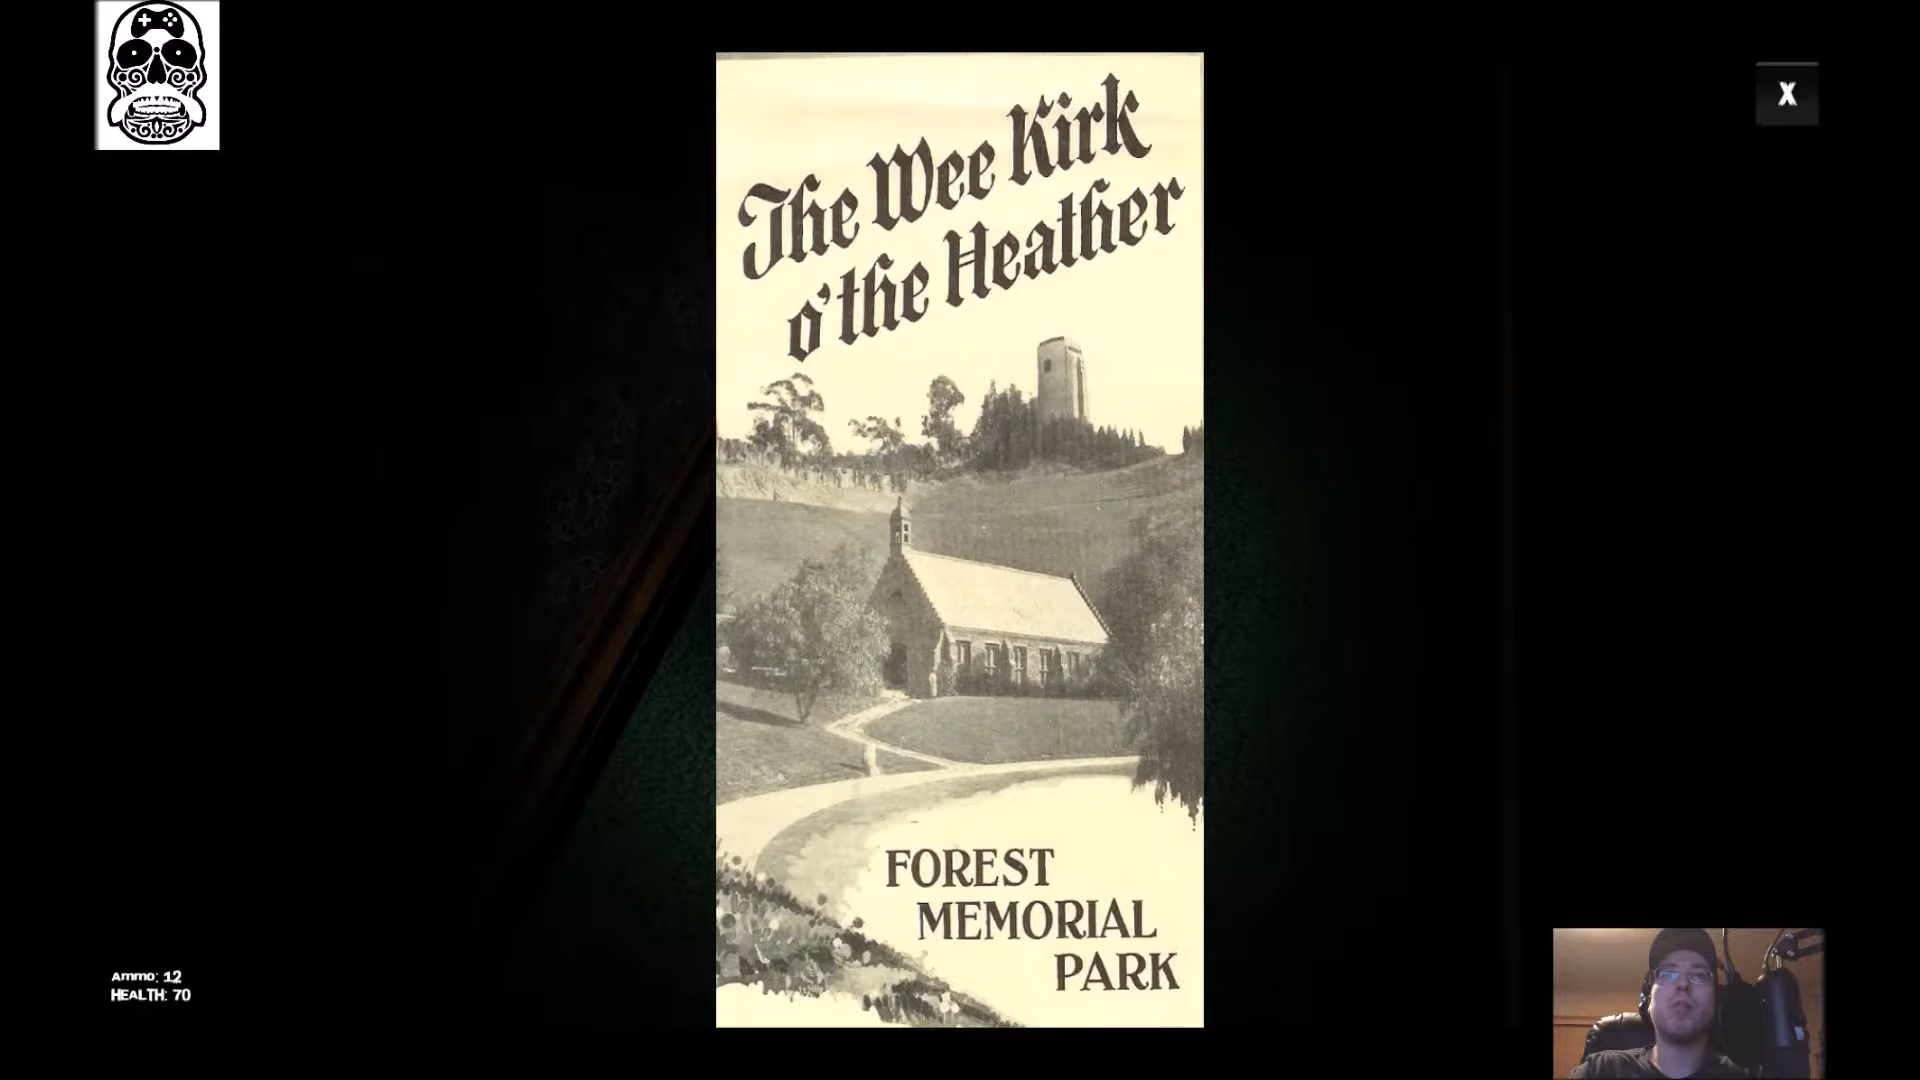 The Wee Kirk
o' the Heather
FOREST
MEMORIAL
PARK
X
Ammo: 12
HEALTH: 70